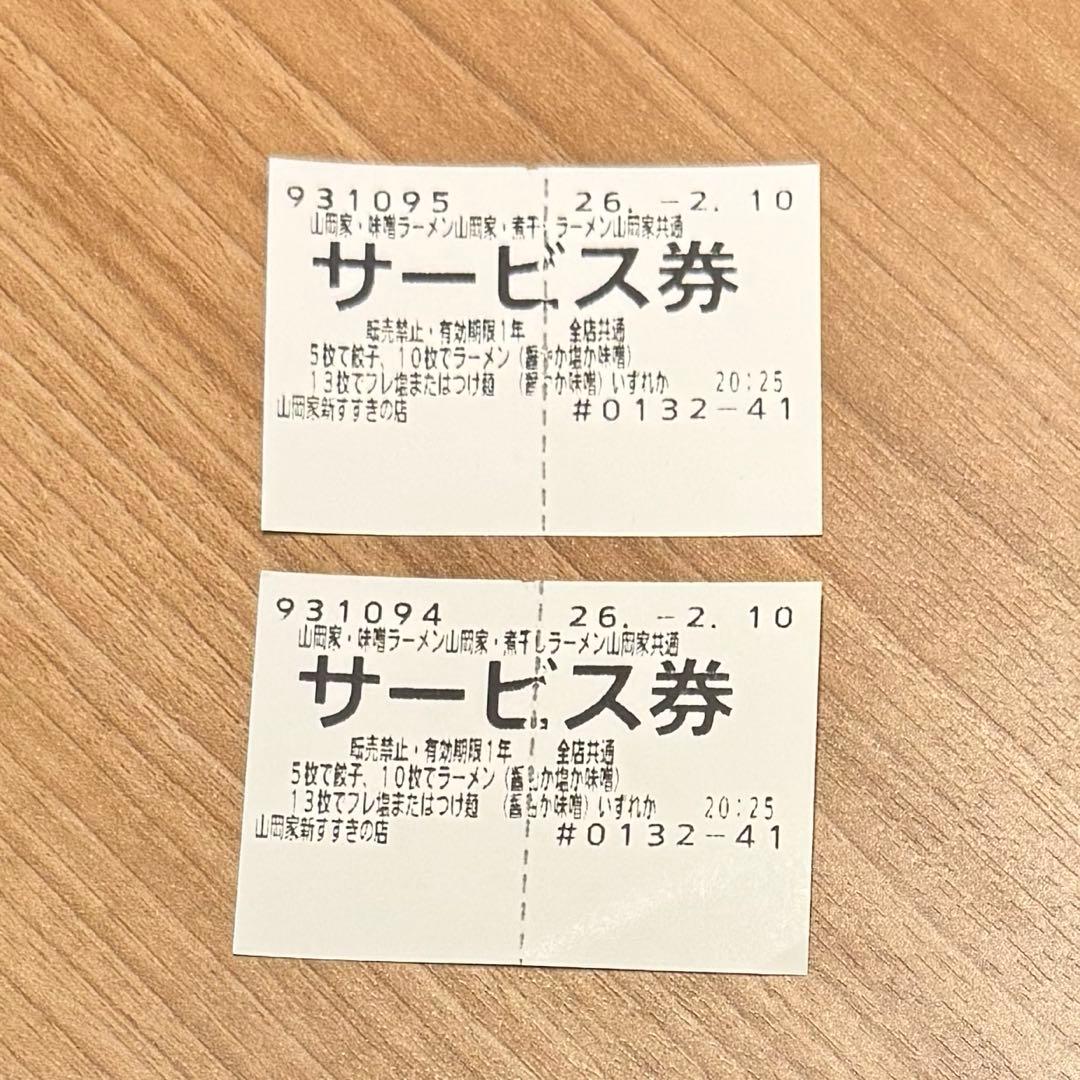 931095 26.-2.10
山岡家・味噌ラーメン山岡家・煮干しラーメン山岡家共通
サービス券
転売禁止・有効期限1年 全店共通
5枚で餃子、10枚でラーメン（醤油か塩か味噌）
13枚でプレ塩またはつけ麺 （醤油か味噌）いずれか 20:25
山岡家新すすきの店 #0132-41
931094 26.-2.10
山岡家・味噌ラーメン山岡家・煮干しラーメン山岡家共通
サービス券
転売禁止・有効期限1年 全店共通
5枚で餃子、10枚でラーメン（醤油か塩か味噌）
13枚でプレ塩またはつけ麺 （醤油か味噌）いずれか 20:25
山岡家新すすきの店 #0132-41